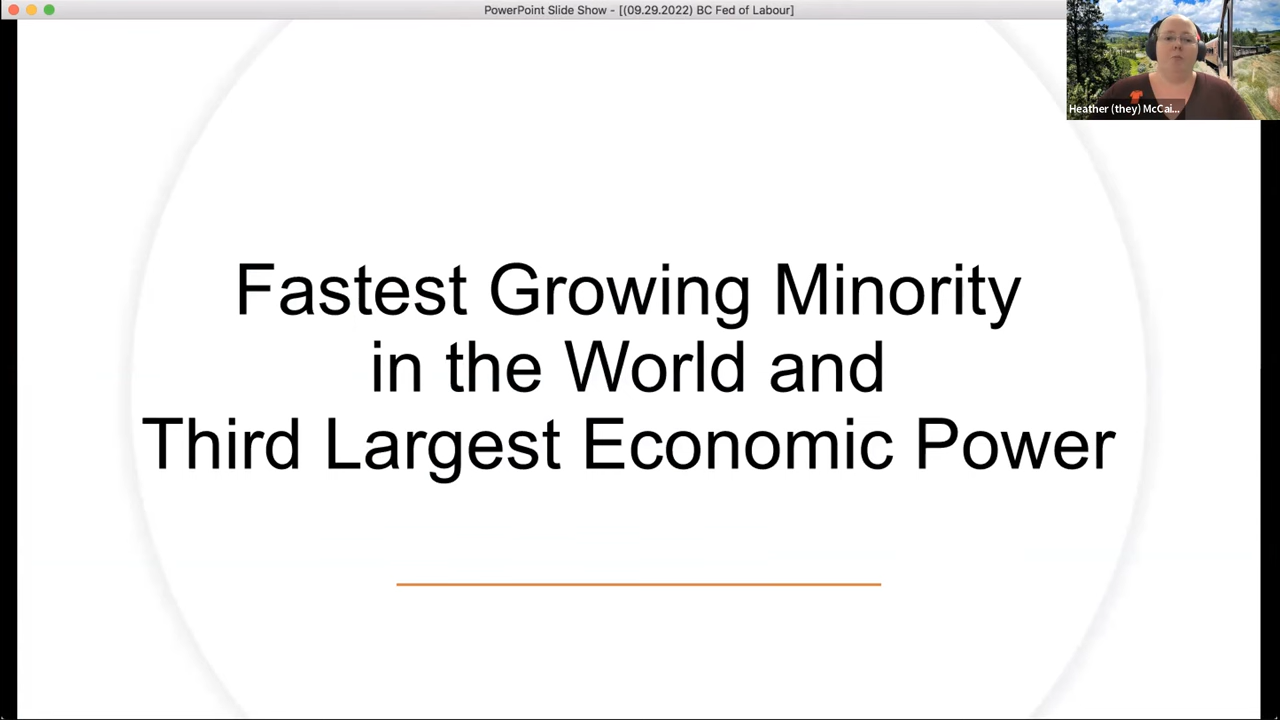 PowerPoint Slide Show - [(09.29.2022) BC Fed of Labour]
Heather (they) McCai...
Fastest Growing Minority
in the World and
Third Largest Economic Power